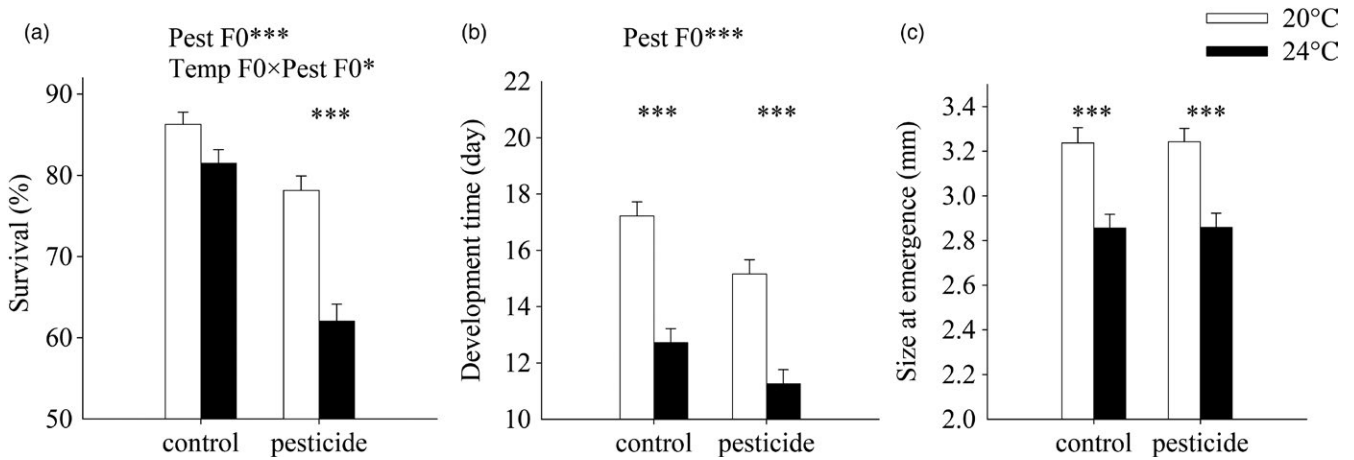 (a)
Pest F0***
Temp F0×Pest F0*
90
80
70
60
50
Survival (%)
***
control
pesticide
(b)
Pest F0***
22
20
18
16
14
12
10
Development time (day)
***
***
control
pesticide
(c)
20°C
24°C
3.4
3.2
3.0
2.8
2.6
2.4
2.2
2.0
Size at emergence (mm)
***
***
control
pesticide